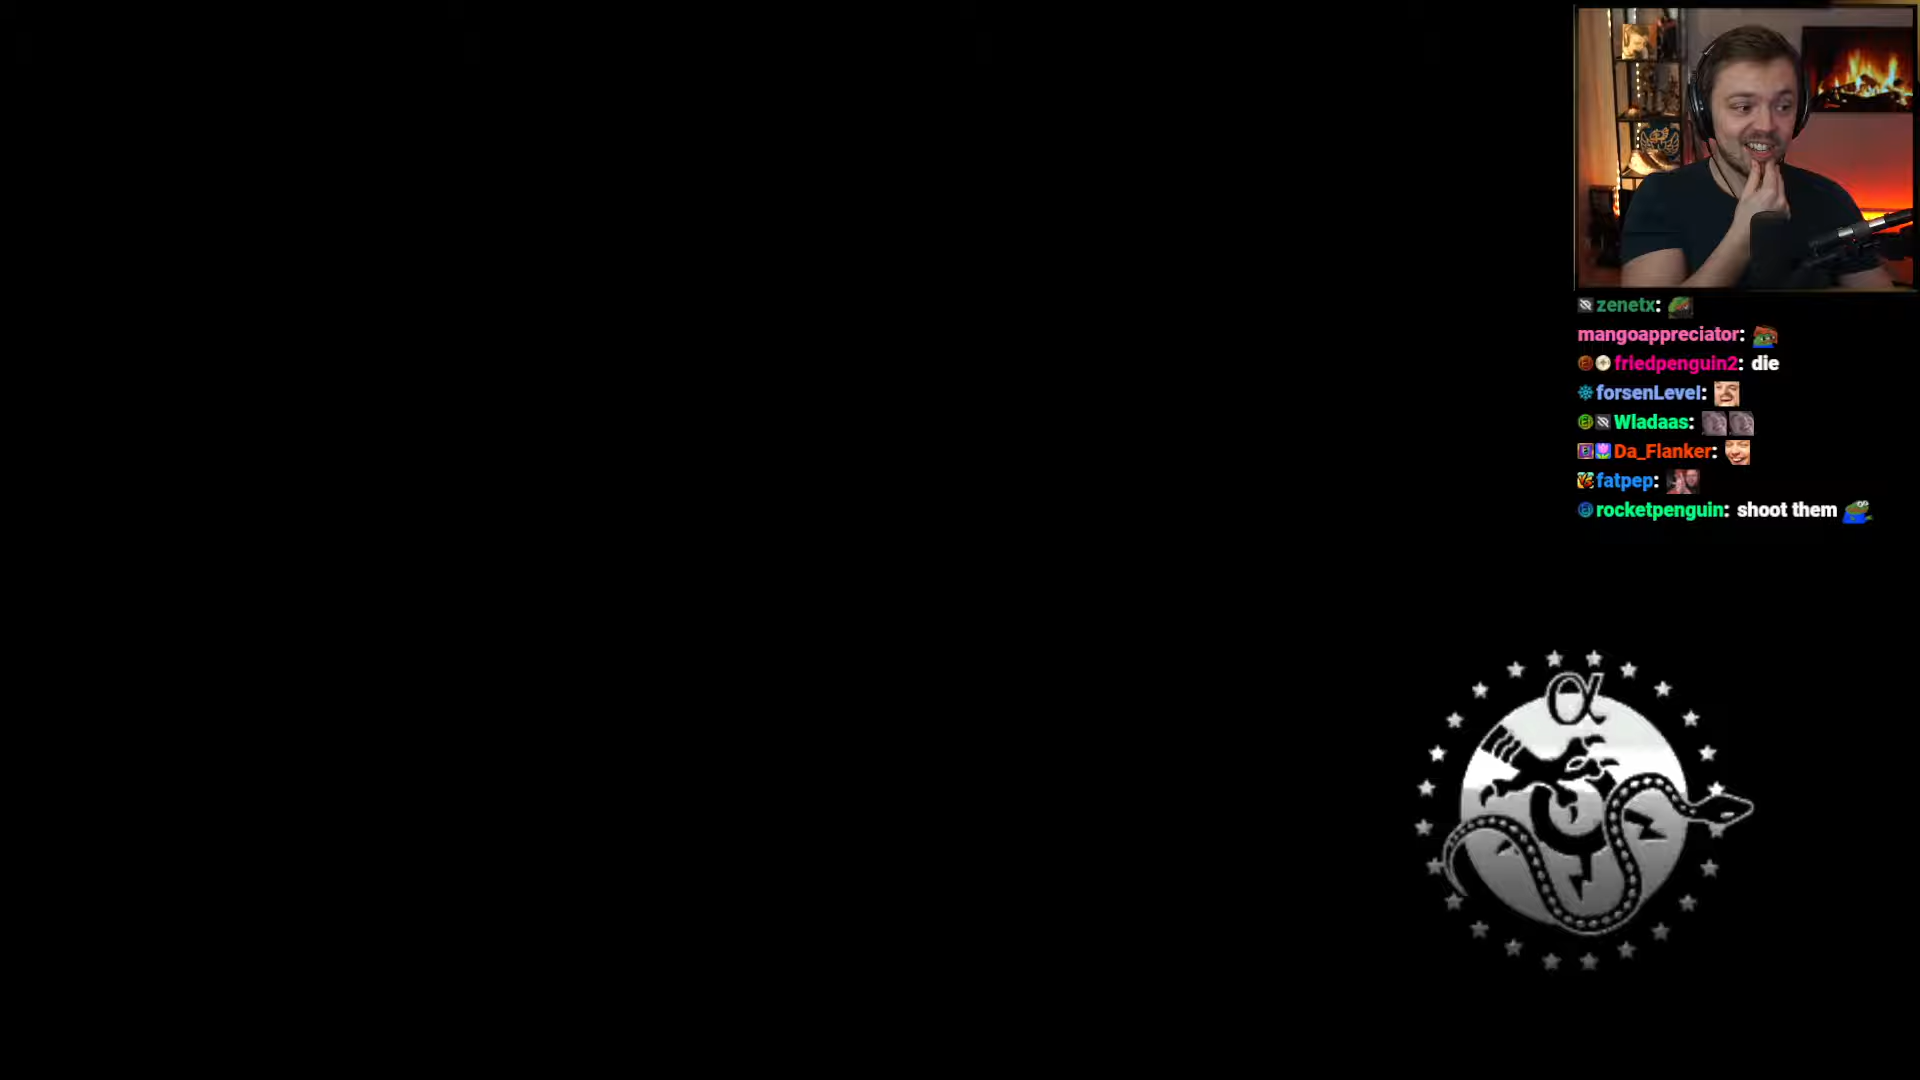 zenetx:
mangoappreciator:
friedpenguin2: die
forsenLevel:
Wladaas:
Da_Flanker:
fatpep:
rocketpenguin: shoot them
α